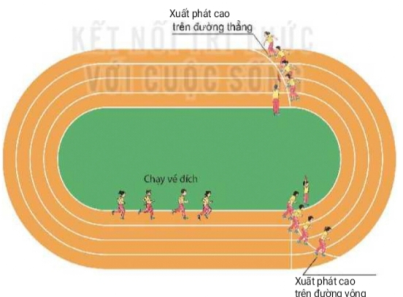 Xuất phát cao
trên đường thẳng
KẾT NỐI TRI THỨC
VỚI CUỘC SỐNG
Chạy về đích
Xuất phát cao
trên đường vòng